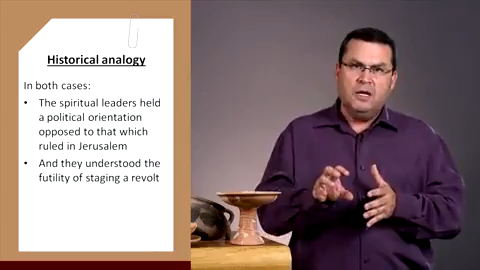 Historical analogy
In both cases:
• The spiritual leaders held
a political orientation
opposed to that which
ruled in Jerusalem
• And they understood the
futility of staging a revolt